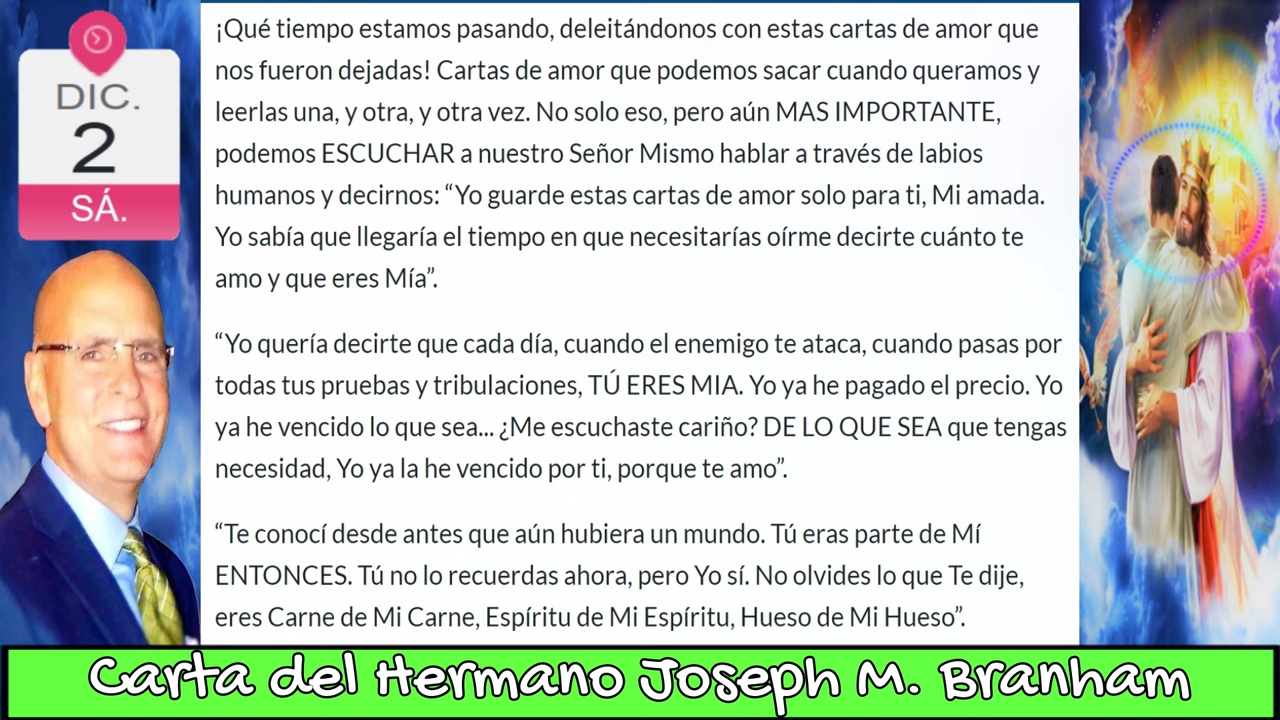 DIC.
2
SÁ.
¡Qué tiempo estamos pasando, deleitándonos con estas cartas de amor que
nos fueron dejadas! Cartas de amor que podemos sacar cuando queramos y
leerlas una, y otra, y otra vez. No solo eso, pero aún MAS IMPORTANTE,
podemos ESCUCHAR a nuestro Señor Mismo hablar a través de labios
humanos y decirnos: “Yo guarde estas cartas de amor solo para ti, Mi amada.
Yo sabía que llegaría el tiempo en que necesitarías oírme decirte cuánto te
amo y que eres Mía”.
“Yo quería decirte que cada día, cuando el enemigo te ataca, cuando pasas por
todas tus pruebas y tribulaciones, TÚ ERES MIA. Yo ya he pagado el precio. Yo
ya he vencido lo que sea... ¿Me escuchaste cariño? DE LO QUE SEA que tengas
necesidad, Yo ya la he vencido por ti, porque te amo”.
“Te conocí desde antes que aún hubiera un mundo. Tú eras parte de Mí
ENTONCES. Tú no lo recuerdas ahora, pero Yo sí. No olvides lo que Te dije,
eres Carne de Mi Carne, Espíritu de Mi Espíritu, Hueso de Mi Hueso”.
Carta del Hermano Joseph M. Branham